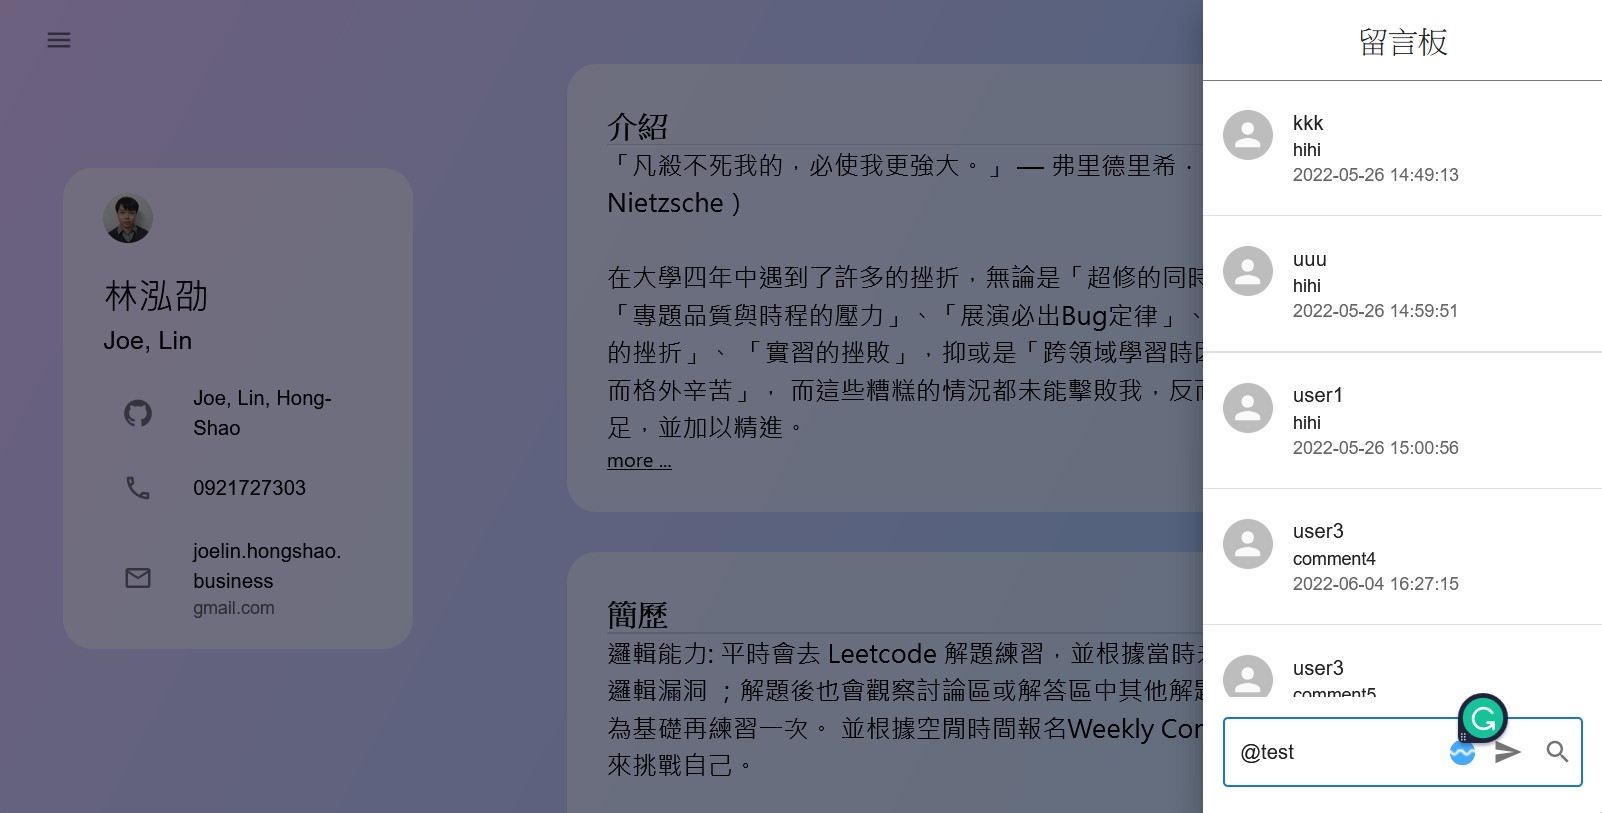 林泓劭
Joe, Lin
Joe, Lin, Hong-
Shao
0921727303
joelin.hongshao.
business
gmail.com
介紹
「凡殺不死我的，必使我更強大。」 — 弗里德里希．
Nietzsche）
在大學四年中遇到了許多的挫折，無論是「超修的同時
「專題品質與時程的壓力」、「展演必出Bug定律」、
的挫折」、 「實習的挫敗」，抑或是「跨領域學習時因
而格外辛苦」， 而這些糟糕的情況都未能擊敗我，反而
足，並加以精進。
more ...
簡歷
邏輯能力: 平時會去 Leetcode 解題練習，並根據當時
邏輯漏洞 ；解題後也會觀察討論區或解答區中其他解題
為基礎再練習一次。 並根據空閒時間報名Weekly Con
來挑戰自己。
留言板
kkk
hihi
2022-05-26 14:49:13
uuu
hihi
2022-05-26 14:59:51
user1
hihi
2022-05-26 15:00:56
user3
comment4
2022-06-04 16:27:15
user3
comment5
@test